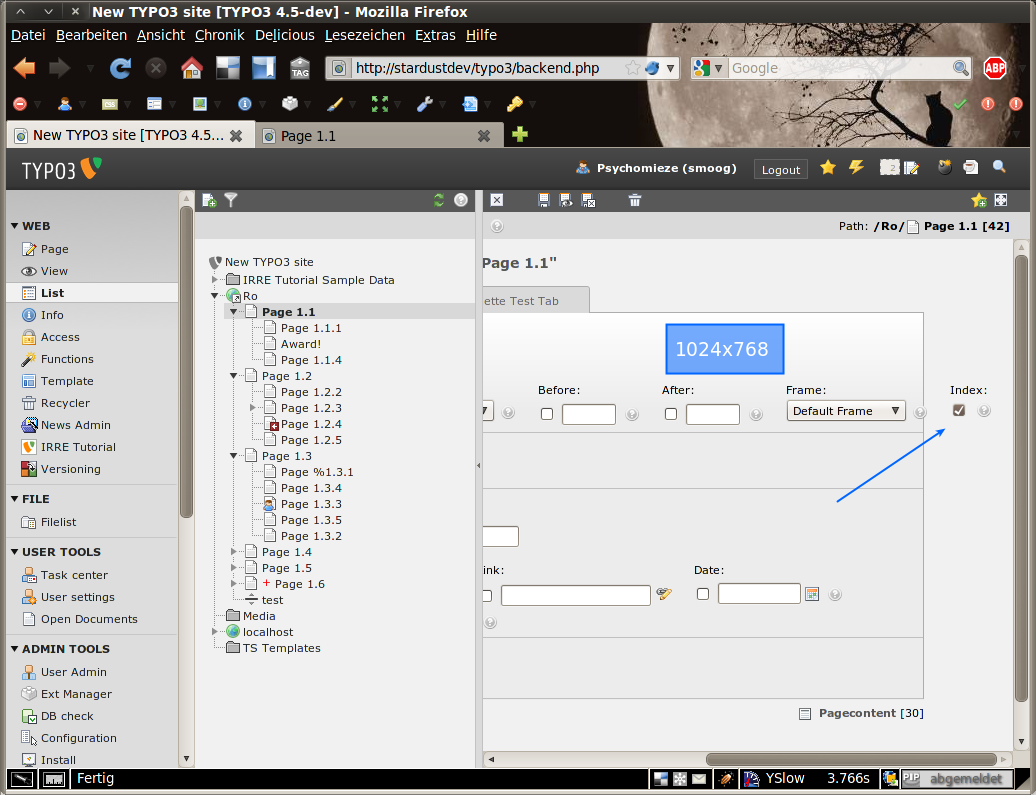 New TYPO3 site [TYPO3 4.5-dev] - Mozilla Firefox
Datei Bearbeiten Ansicht Chronik Delicious Lesezeichen Extras Hilfe
TAG http://stardustdev/typo3/backend.php Google ABP
New TYPO3 site [TYPO3 4.5... Page 1.1
TYPO3 Psychomieze (smoog) Logout 2
Path: /Ro/ Page 1.1 [42]
WEB
Page
View
List
Info
Access
Functions
Template
Recycler
News Admin
IRRE Tutorial
Versioning
FILE
Filelist
USER TOOLS
Task center
User settings
Open Documents
ADMIN TOOLS
User Admin
Ext Manager
DB check
Configuration
Install
New TYPO3 site
IRRE Tutorial Sample Data
Ro
Page 1.1
Page 1.1.1
Award!
Page 1.1.4
Page 1.2
Page 1.2.2
Page 1.2.3
Page 1.2.4
Page 1.2.5
Page 1.3
Page %1.3.1
Page 1.3.4
Page 1.3.3
Page 1.3.5
Page 1.3.2
Page 1.4
Page 1.5
+ Page 1.6
test
Media
localhost
TS Templates
Page 1.1"
ette Test Tab
1024x768
Before: After: Frame: Index:
Default Frame
ink: Date:
Pagecontent [30]
Fertig YSlow 3.766s PIP abgemeldet